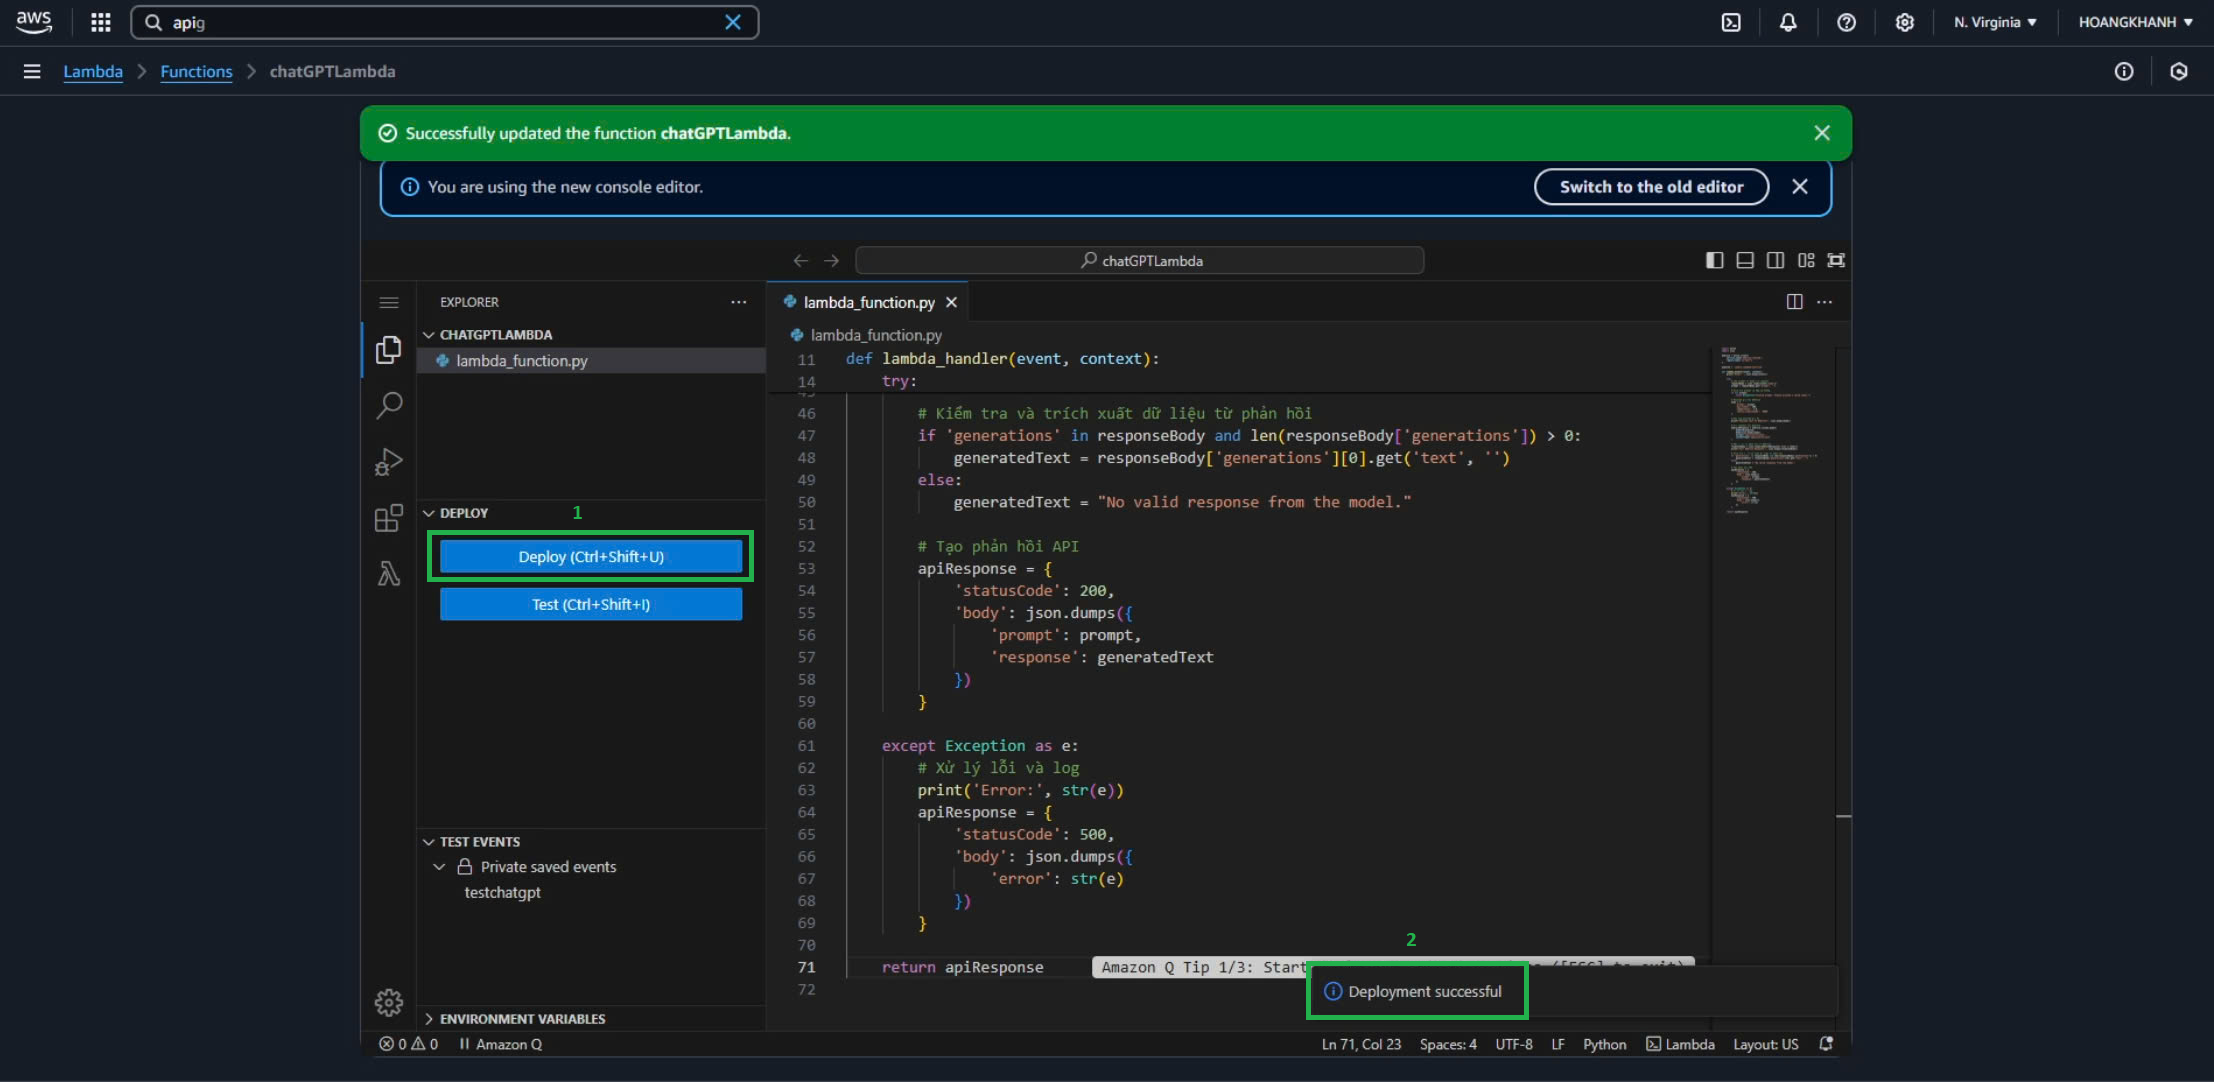 aws
apig
N. Virginia ▼
HOANGKHANH ▼
Lambda > Functions > chatGPTLambda
Successfully updated the function chatGPTLambda.
You are using the new console editor.
Switch to the old editor
chatGPTLambda
EXPLORER
CHATGPTLAMBDA
lambda_function.py
DEPLOY
1
Deploy (Ctrl+Shift+U)
Test (Ctrl+Shift+I)
TEST EVENTS
Private saved events
testchatgpt
ENVIRONMENT VARIABLES
lambda_function.py
lambda_function.py
11 def lambda_handler(event, context):
14 try:
46 # Kiểm tra và trích xuất dữ liệu từ phản hồi
47 if 'generations' in responseBody and len(responseBody['generations']) > 0:
48 generatedText = responseBody['generations'][0].get('text', '')
49 else:
50 generatedText = "No valid response from the model."
51
52 # Tạo phản hồi API
53 apiResponse = {
54 'statusCode': 200,
55 'body': json.dumps({
56 'prompt': prompt,
57 'response': generatedText
58 })
59 }
60
61 except Exception as e:
62 # Xử lý lỗi và log
63 print('Error:', str(e))
64 apiResponse = {
65 'statusCode': 500,
66 'body': json.dumps({
67 'error': str(e)
68 })
69 }
70
2
71 return apiResponse Amazon Q Tip 1/3: Start
72
Deployment successful
0 0 Amazon Q
Ln 71, Col 23 Spaces: 4 UTF-8 LF Python Lambda Layout: US